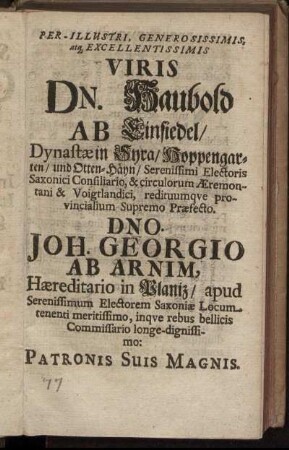 PER-ILLUSTRI, GENEROSISSIMIS,
atq; EXCELLENTISSIMIS
VIRIS
DN. Haubold
AB Einsiedel/
Dynastæ in Syra/ Hoppengar-
ten/ und Otten-Håyn/ Serenissimi Electoris
Saxonici Consiliario, & circulorum Æremon-
tani & Voigtlandici, redituumqve pro-
vincialium Supremo Præfecto.
DNO.
JOH. GEORGIO
AB ARNIM,
Hæreditario in Planitz/ apud
Serenissimum Electorem Saxoniæ Locum-
tenenti meritissimo, inqve rebus bellicis
Commissario longe-dignissi-
mo:
PATRONIS SUIS MAGNIS.